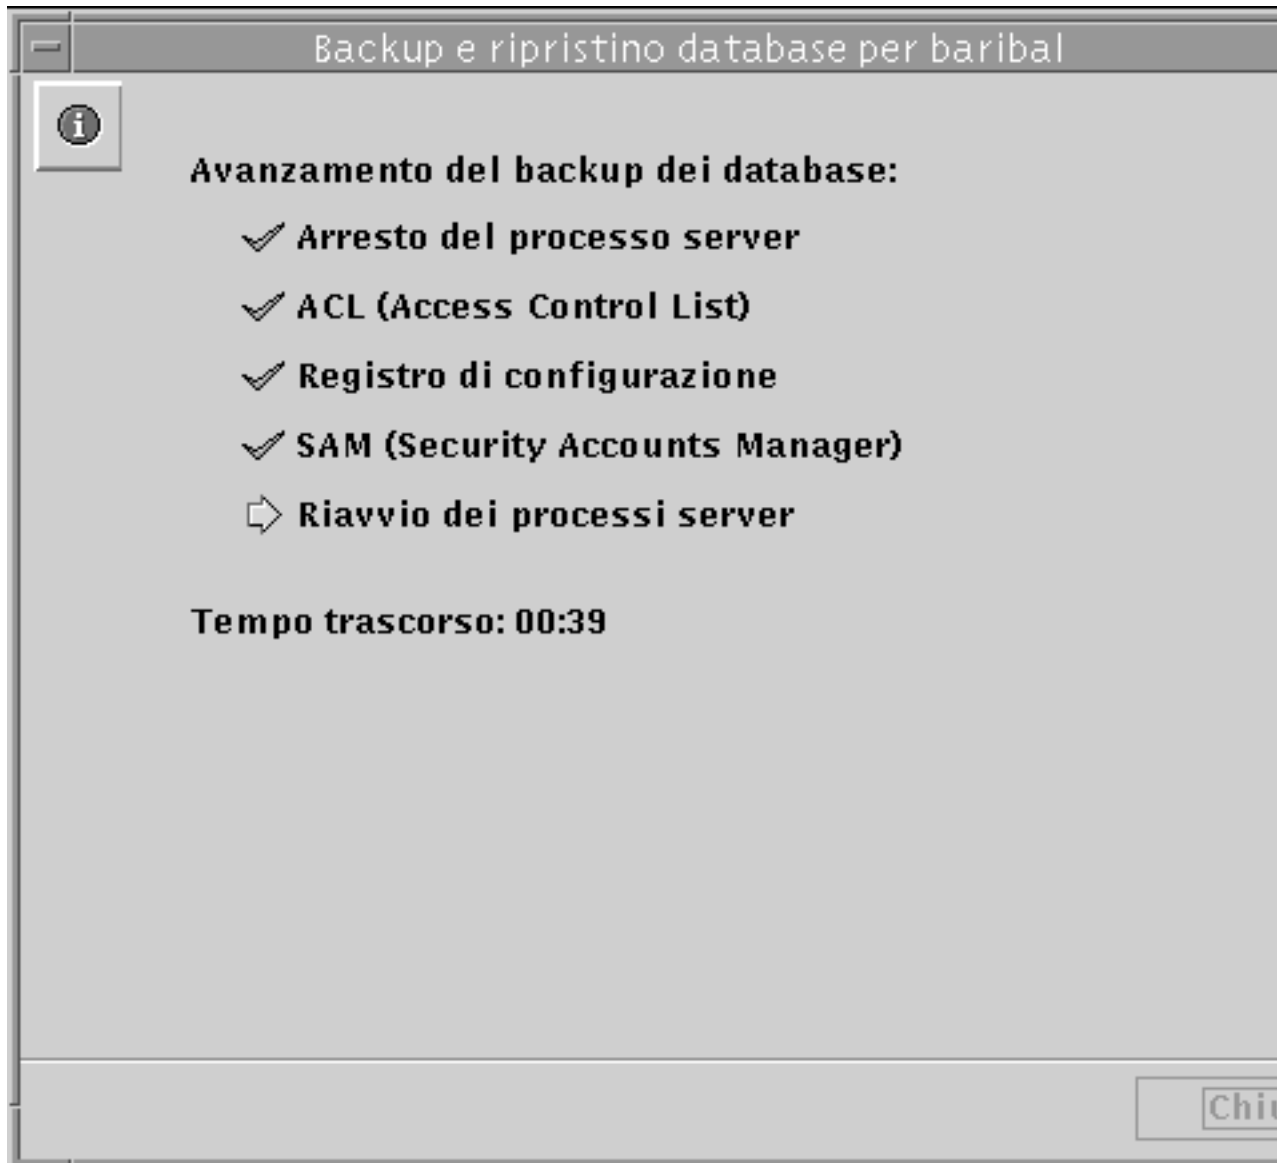 Backup e ripristino database per baribal
Avanzamento del backup dei database:
Arresto del processo server
ACL (Access Control List)
Registro di configurazione
SAM (Security Accounts Manager)
Riavvio dei processi server
Tempo trascorso: 00:39